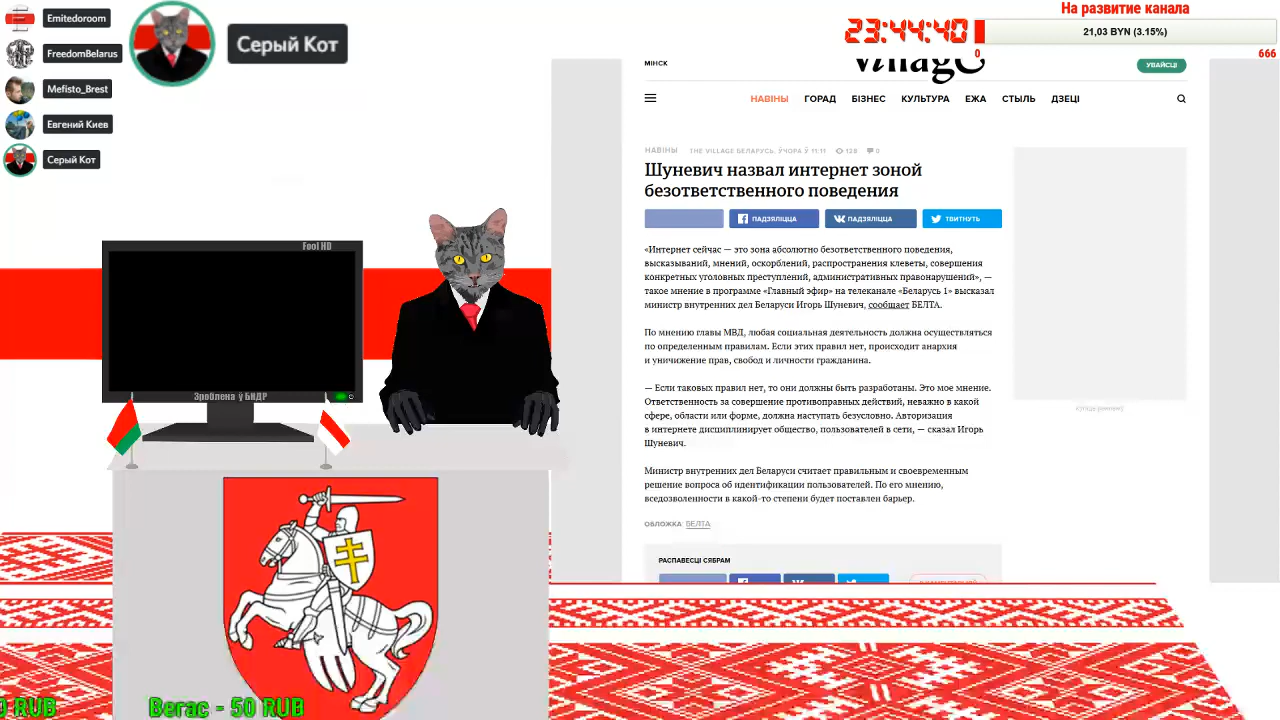 Emitedoroom
FreedomBelarus
Mefisto_Brest
Евгений Киев
Серый Кот
Серый Кот
23:44:40
На развитие канала
21,03 BYN (3.15%)
0
666
МІНСК
Village
УВАЙСЦІ
НАВІНЫ ГОРАД БІЗНЕС КУЛЬТУРА ЕЖА СТЫЛЬ ДЗЕЦІ
НАВІНЫ THE VILLAGE БЕЛАРУСЬ, ЎЧОРА Ў 11:11 128 0
Шуневич назвал интернет зоной
безответственного поведения
ПАДЗЯЛІЦЦА ПАДЗЯЛІЦЦА ТВІТНУТЬ
«Интернет сейчас — это зона абсолютно безответственного поведения,
высказываний, мнений, оскорблений, распространения клеветы, совершения
конкретных уголовных преступлений, административных правонарушений», —
такое мнение в программе «Главный эфир» на телеканале «Беларусь 1» высказал
министр внутренних дел Беларуси Игорь Шуневич, сообщает БЕЛТА.
По мнению главы МВД, любая социальная деятельность должна осуществляться
по определенным правилам. Если этих правил нет, происходит анархия
и унижение прав, свобод и личности гражданина.
— Если таковых правил нет, то они должны быть разработаны. Это мое мнение.
Ответственность за совершение противоправных действий, неважно в какой
сфере, области или форме, должна наступать безусловно. Авторизация
в интернете дисциплинирует общество, пользователей в сети, — сказал Игорь
Шуневич.
Министр внутренних дел Беларуси считает правильным и своевременным
решение вопроса об идентификации пользователей. По его мнению,
вседозволенности в какой-то степени будет поставлен барьер.
ОБЛОЖКА: БЕЛТА
РАСПАВЕСЦІ СЯБРАМ
Fool HD
Зроблена ў БНДР
0 RUB
Вегас - 50 RUB